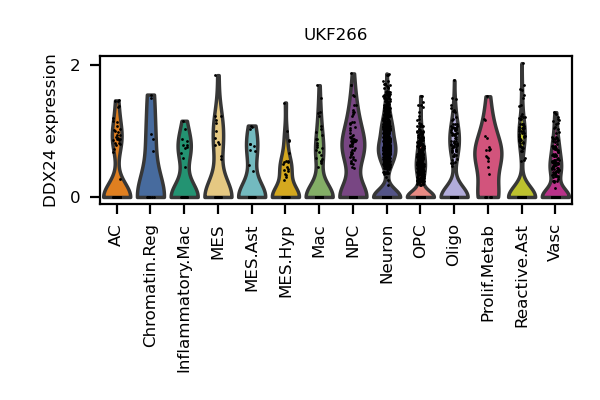 UKF266
DDX24 expression
2
0
AC
Chromatin.Reg
Inflammatory.Mac
MES
MES.Ast
MES.Hyp
Mac
NPC
Neuron
OPC
Oligo
Prolif.Metab
Reactive.Ast
Vasc